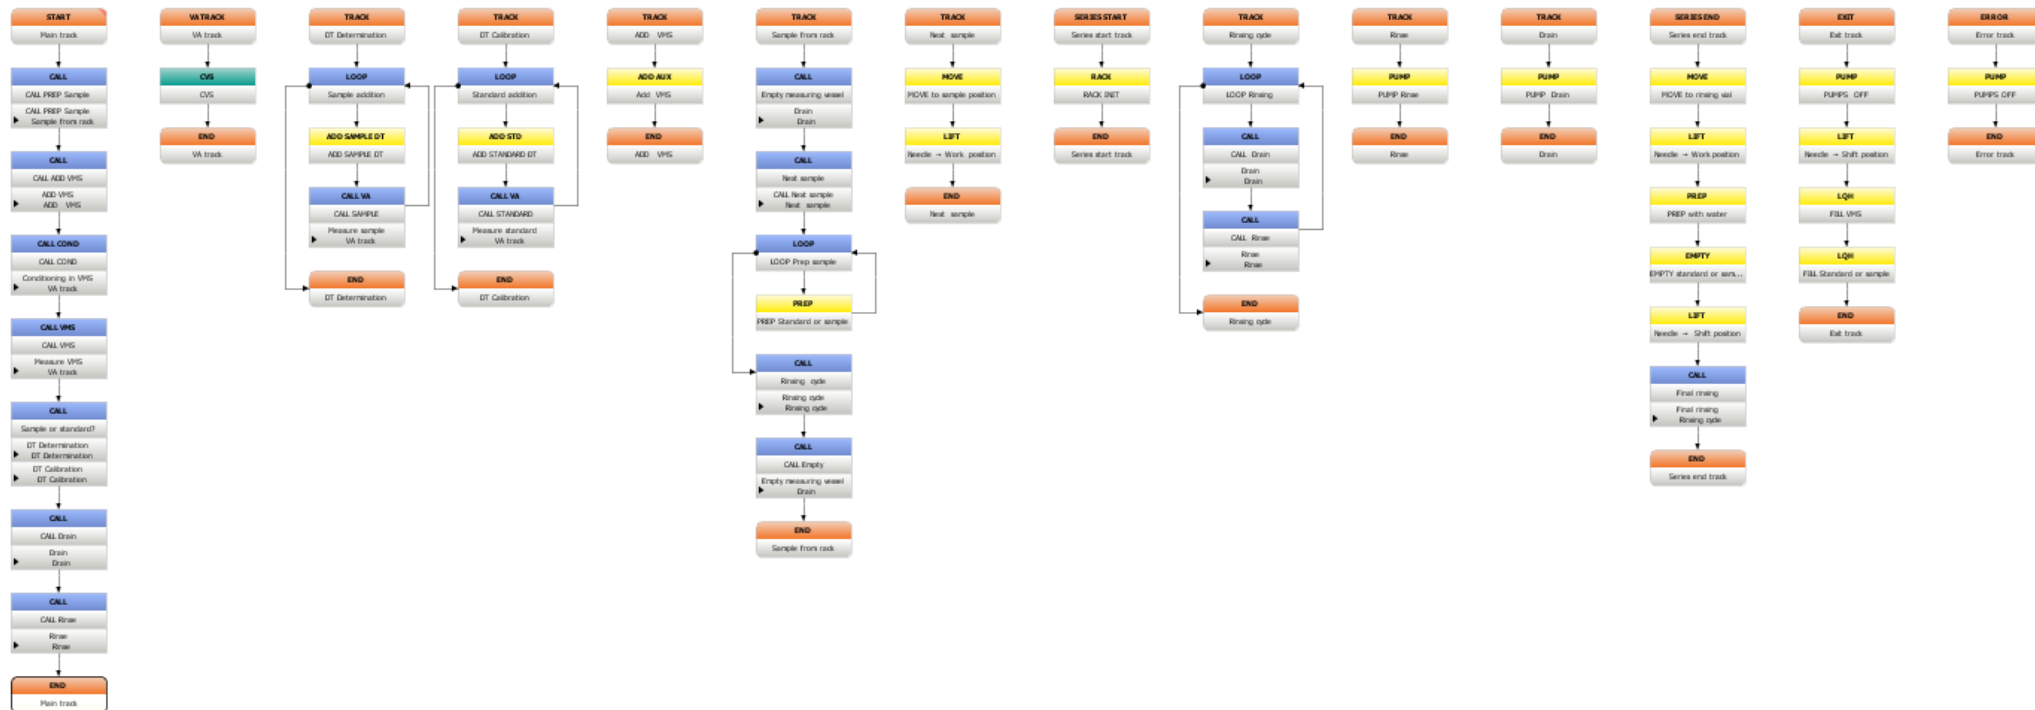 START
Main track
CALL
CALL PREP Sample
CALL PREP Sample
Sample from rack
CALL
CALL ADD VMS
ADD VMS
ADD VMS
CALL COND
CALL COND
Conditioning in VMS
VA track
CALL VMS
CALL VMS
Measure VMS
VA track
CALL
Sample or standard?
DT Determination
DT Determination
DT Calibration
DT Calibration
CALL
CALL Drain
Drain
Drain
CALL
CALL Rinse
Rinse
Rinse
END
Main track
VA TRACK
VA track
CVS
CVS
END
VA track
TRACK
DT Determination
LOOP
Sample addition
ADD SAMPLE DT
ADD SAMPLE DT
CALL VA
CALL SAMPLE
Measure sample
VA track
END
DT Determination
TRACK
DT Calibration
LOOP
Standard addition
ADD STD
ADD STANDARD DT
CALL VA
CALL STANDARD
Measure standard
VA track
END
DT Calibration
TRACK
ADD VMS
ADD AUX
Add VMS
END
ADD VMS
TRACK
Sample from rack
CALL
Empty measuring vessel
Drain
Drain
CALL
Next sample
CALL Next sample
Next sample
LOOP
LOOP Prep sample
PREP
PREP Standard or sample
CALL
Rinsing cycle
Rinsing cycle
Rinsing cycle
CALL
CALL Empty
Empty measuring vessel
Drain
END
Sample from rack
TRACK
Next sample
MOVE
MOVE to sample position
LIFT
Needle → Work position
END
Next sample
SERIES START
Series start track
RACK
RACK INIT
END
Series start track
TRACK
Rinsing cycle
LOOP
LOOP Rinsing
CALL
CALL Drain
Drain
Drain
CALL
CALL Rinse
Rinse
Rinse
END
Rinsing cycle
TRACK
Rinse
PUMP
PUMP Rinse
END
Rinse
TRACK
Drain
PUMP
PUMP Drain
END
Drain
SERIES END
Series end track
MOVE
MOVE to rinsing vial
LIFT
Needle → Work position
PREP
PREP with water
EMPTY
EMPTY standard or sam...
LIFT
Needle → Shift position
CALL
Final rinsing
Final rinsing
Rinsing cycle
END
Series end track
EXIT
Exit track
PUMP
PUMPS OFF
LIFT
Needle → Shift position
LQH
FILL VMS
LQH
FILL Standard or sample
END
Exit track
ERROR
Error track
PUMP
PUMPS OFF
END
Error track